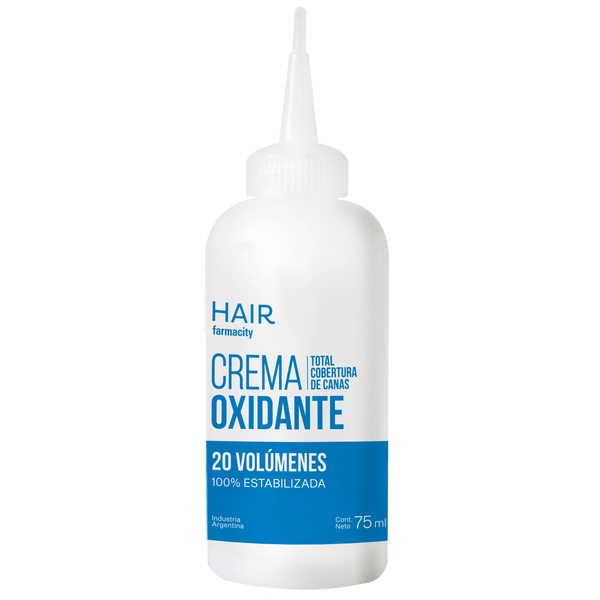 HAIR
farmacity
CREMA
OXIDANTE
TOTAL
COBERTURA
DE CANAS
20 VOLÚMENES
100% ESTABILIZADA
Industria
Argentina
Cont.
Neto
75 ml